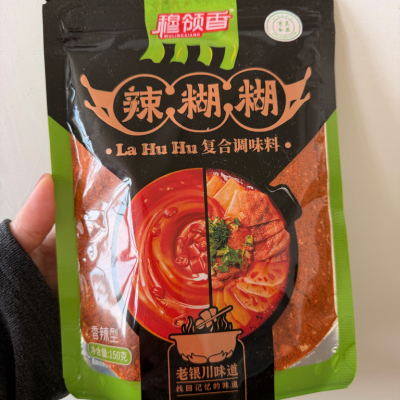 穆领香
MULINGXIANG
辣糊糊
La Hu Hu 复合调味料
香辣型
净含量:150克
老银川味道
找回记忆的味道